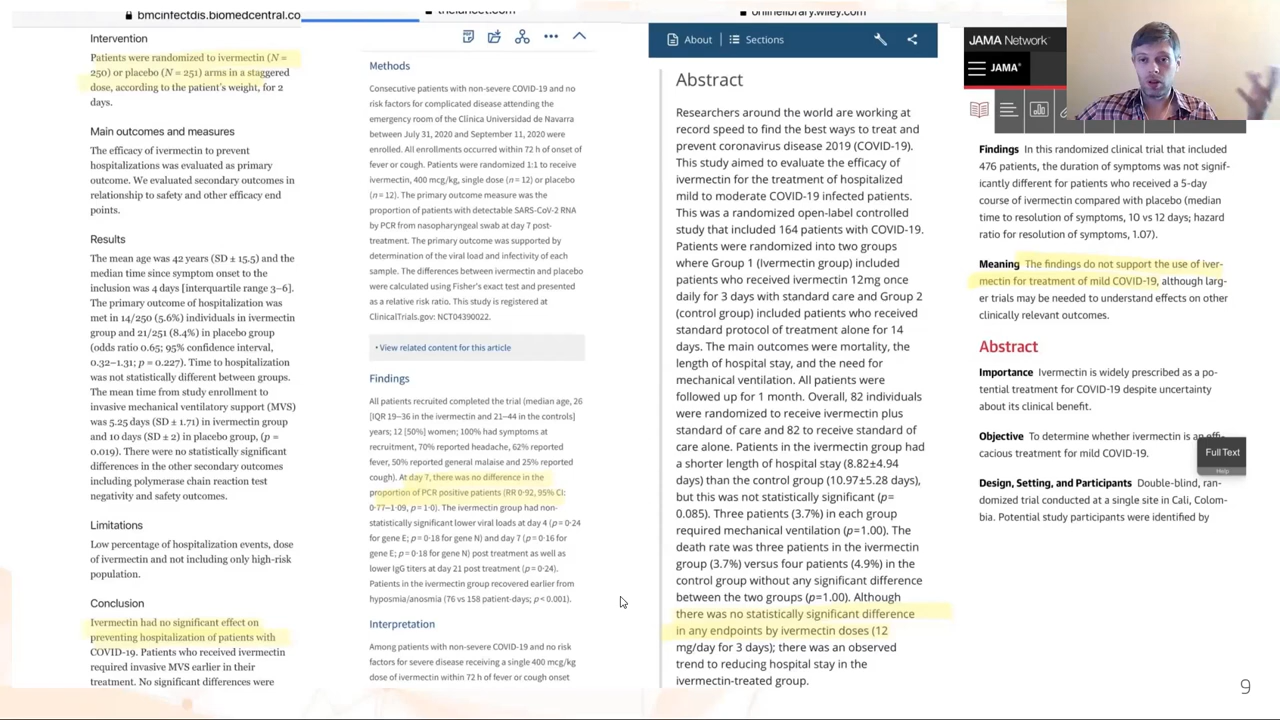 bmcinfectdis.biomedcentral.co
Intervention
Patients were randomized to ivermectin (N =
250) or placebo (N = 251) arms in a staggered
dose, according to the patient's weight, for 2
days.
Main outcomes and measures
The efficacy of ivermectin to prevent
hospitalizations was evaluated as primary
outcome. We evaluated secondary outcomes in
relationship to safety and other efficacy end
points.
Results
The mean age was 42 years (SD ± 15.5) and the
median time since symptom onset to the
inclusion was 4 days [interquartile range 3–6].
The primary outcome of hospitalization was
met in 14/250 (5.6%) individuals in ivermectin
group and 21/251 (8.4%) in placebo group
(odds ratio 0.65; 95% confidence interval,
0.32–1.31; p = 0.227). Time to hospitalization
was not statistically different between groups.
The mean time from study enrollment to
invasive mechanical ventilatory support (MVS)
was 5.25 days (SD ± 1.71) in ivermectin group
and 10 days (SD ± 2) in placebo group, (p =
0.019). There were no statistically significant
differences in the other secondary outcomes
including polymerase chain reaction test
negativity and safety outcomes.
Limitations
Low percentage of hospitalization events, dose
of ivermectin and not including only high-risk
population.
Conclusion
Ivermectin had no significant effect on
preventing hospitalization of patients with
COVID-19. Patients who received ivermectin
required invasive MVS earlier in their
treatment. No significant differences were
thelancet.com
Methods
Consecutive patients with non-severe COVID-19 and no
risk factors for complicated disease attending the
emergency room of the Clínica Universidad de Navarra
between July 31, 2020 and September 11, 2020 were
enrolled. All enrollments occurred within 72 h of onset of
fever or cough. Patients were randomized 1:1 to receive
ivermectin, 400 mcg/kg, single dose (n = 12) or placebo
(n = 12). The primary outcome measure was the
proportion of patients with detectable SARS-CoV-2 RNA
by PCR from nasopharyngeal swab at day 7 post-
treatment. The primary outcome was supported by
determination of the viral load and infectivity of each
sample. The differences between ivermectin and placebo
were calculated using Fisher's exact test and presented
as a relative risk ratio. This study is registered at
ClinicalTrials.gov: NCT04390022.
• View related content for this article
Findings
All patients recruited completed the trial (median age, 26
[IQR 19–36 in the ivermectin and 21–44 in the controls]
years; 12 [50%] women; 100% had symptoms at
recruitment, 70% reported headache, 62% reported
fever, 50% reported general malaise and 25% reported
cough). At day 7, there was no difference in the
proportion of PCR positive patients (RR 0·92, 95% CI:
0·77–1·09, p = 1·0). The ivermectin group had non-
statistically significant lower viral loads at day 4 (p = 0·24
for gene E; p = 0·18 for gene N) and day 7 (p = 0·16 for
gene E; p = 0·18 for gene N) post treatment as well as
lower IgG titers at day 21 post treatment (p = 0·24).
Patients in the ivermectin group recovered earlier from
hyposmia/anosmia (76 vs 158 patient-days; p < 0.001).
Interpretation
Among patients with non-severe COVID-19 and no risk
factors for severe disease receiving a single 400 mcg/kg
dose of ivermectin within 72 h of fever or cough onset
onlinelibrary.wiley.com
About
Sections
Abstract
Researchers around the world are working at
record speed to find the best ways to treat and
prevent coronavirus disease 2019 (COVID-19).
This study aimed to evaluate the efficacy of
ivermectin for the treatment of hospitalized
mild to moderate COVID-19 infected patients.
This was a randomized open-label controlled
study that included 164 patients with COVID-19.
Patients were randomized into two groups
where Group 1 (Ivermectin group) included
patients who received ivermectin 12mg once
daily for 3 days with standard care and Group 2
(control group) included patients who received
standard protocol of treatment alone for 14
days. The main outcomes were mortality, the
length of hospital stay, and the need for
mechanical ventilation. All patients were
followed up for 1 month. Overall, 82 individuals
were randomized to receive ivermectin plus
standard of care and 82 to receive standard of
care alone. Patients in the ivermectin group had
a shorter length of hospital stay (8.82±4.94
days) than the control group (10.97±5.28 days),
but this was not statistically significant (p=
0.085). Three patients (3.7%) in each group
required mechanical ventilation (p=1.00). The
death rate was three patients in the ivermectin
group (3.7%) versus four patients (4.9%) in the
control group without any significant difference
between the two groups (p=1.00). Although
there was no statistically significant difference
in any endpoints by ivermectin doses (12
mg/day for 3 days); there was an observed
trend to reducing hospital stay in the
ivermectin-treated group.
JAMA Network
JAMA
Findings In this randomized clinical trial that included
476 patients, the duration of symptoms was not signif-
icantly different for patients who received a 5-day
course of ivermectin compared with placebo (median
time to resolution of symptoms, 10 vs 12 days; hazard
ratio for resolution of symptoms, 1.07).
Meaning The findings do not support the use of iver-
mectin for treatment of mild COVID-19, although larg-
er trials may be needed to understand effects on other
clinically relevant outcomes.
Abstract
Importance Ivermectin is widely prescribed as a po-
tential treatment for COVID-19 despite uncertainty
about its clinical benefit.
Objective To determine whether ivermectin is an effi-
cacious treatment for mild COVID-19.
Full Text
Help
Design, Setting, and Participants Double-blind, ran-
domized trial conducted at a single site in Cali, Colom-
bia. Potential study participants were identified by
9